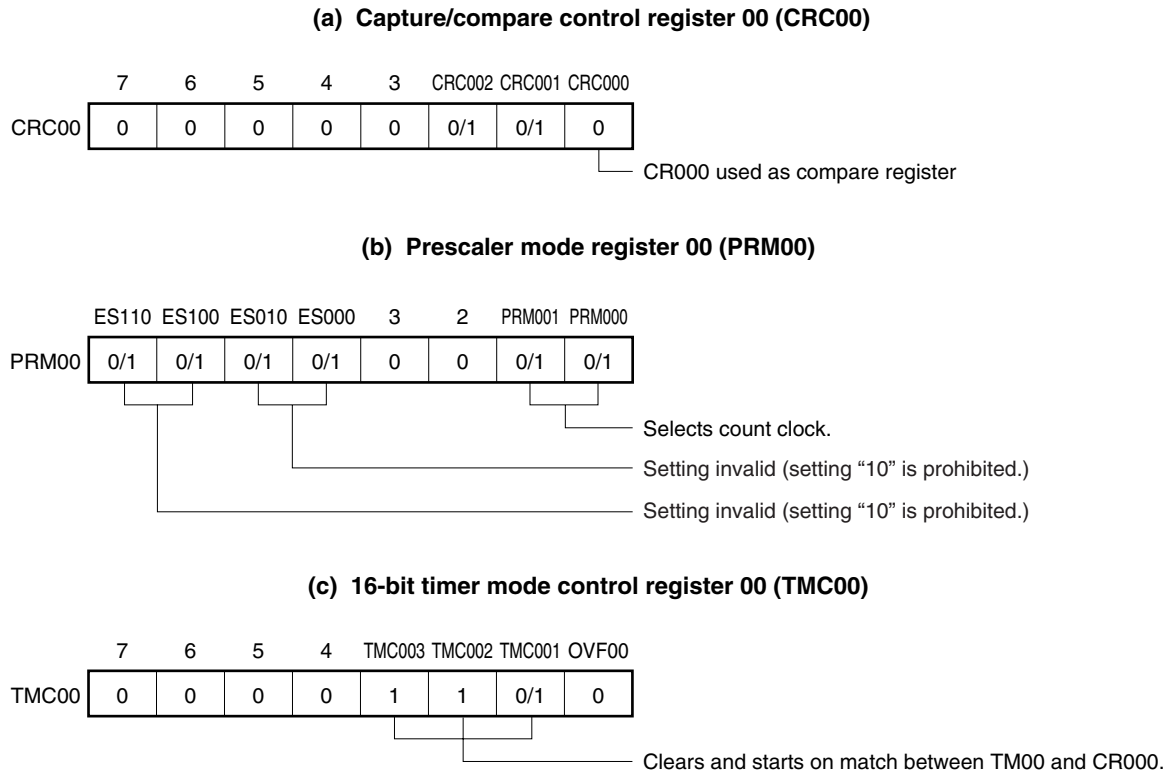 (a) Capture/compare control register 00 (CRC00)
7 6 5 4 3 CRC002 CRC001 CRC000
CRC00 0 0 0 0 0 0/1 0/1 0
CR000 used as compare register
(b) Prescaler mode register 00 (PRM00)
ES110 ES100 ES010 ES000 3 2 PRM001 PRM000
PRM00 0/1 0/1 0/1 0/1 0 0 0/1 0/1
Selects count clock.
Setting invalid (setting “10” is prohibited.)
Setting invalid (setting “10” is prohibited.)
(c) 16-bit timer mode control register 00 (TMC00)
7 6 5 4 TMC003 TMC002 TMC001 OVF00
TMC00 0 0 0 0 1 1 0/1 0
Clears and starts on match between TM00 and CR000.